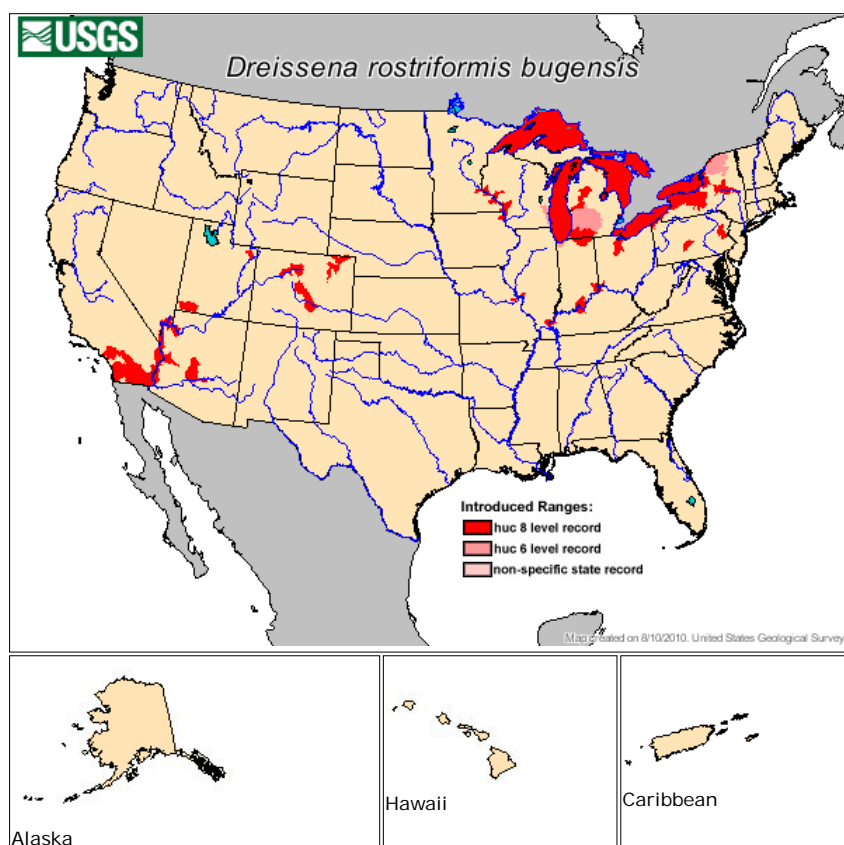 USGS
Dreissena rostriformis bugensis
Introduced Ranges:
huc 8 level record
huc 6 level record
non-specific state record
Map created on 8/10/2010. United States Geological Survey
Alaska
Hawaii
Caribbean